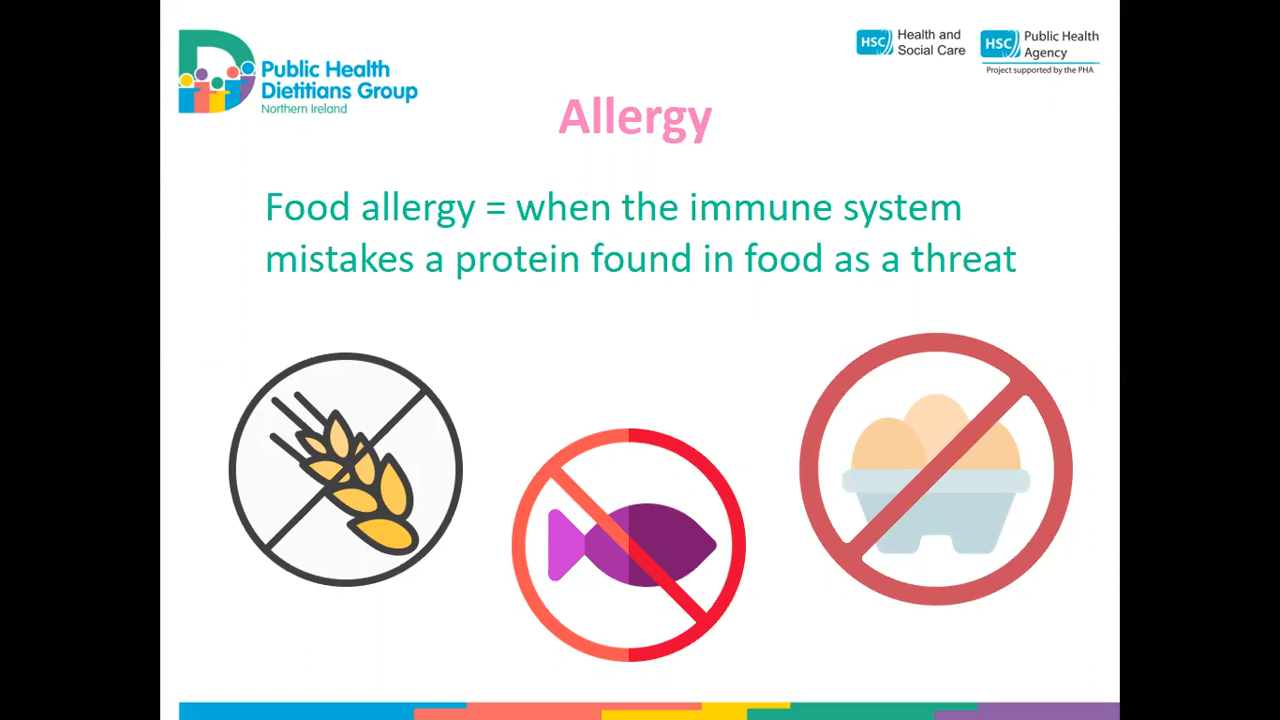 Public Health
Dietitians Group
Northern Ireland
HSC Health and
Social Care
HSC Public Health
Agency
Project supported by the PHA
Allergy
Food allergy = when the immune system
mistakes a protein found in food as a threat